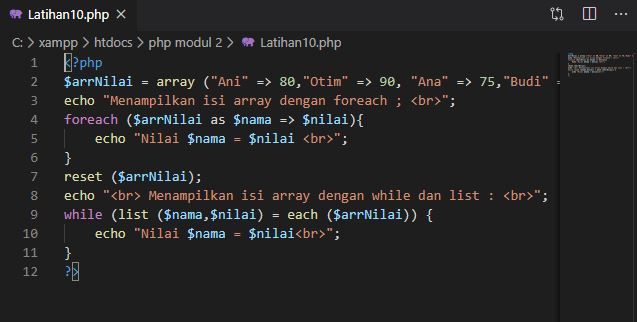 Latihan10.php ×
C: > xampp > htdocs > php modul 2 > Latihan10.php
1 <?php
2 $arrNilai = array ("Ani" => 80,"Otim" => 90, "Ana" => 75,"Budi" =
3 echo "Menampilkan isi array dengan foreach ; <br>";
4 foreach ($arrNilai as $nama => $nilai){
5 echo "Nilai $nama = $nilai <br>";
6 }
7 reset ($arrNilai);
8 echo "<br> Menampilkan isi array dengan while dan list : <br>";
9 while (list ($nama,$nilai) = each ($arrNilai)) {
10 echo "Nilai $nama = $nilai<br>";
11 }
12 ?>